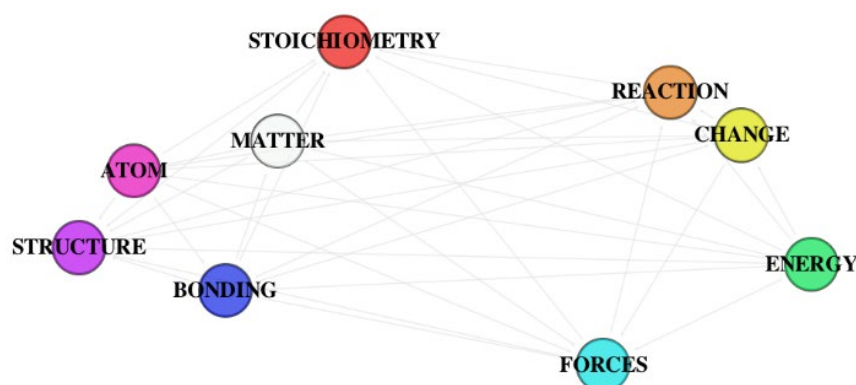 STOICHIOMETRY
REACTION
CHANGE
MATTER
ATOM
STRUCTURE
ENERGY
BONDING
FORCES